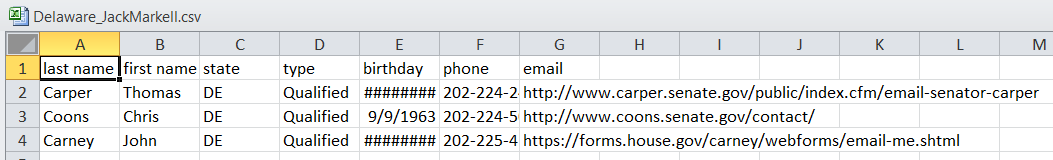 Delaware_JackMarkell.csv
A B C D E F G H I J K L M
1 last name first name state type birthday phone email
2 Carper Thomas DE Qualified ######## 202-224-2 http://www.carper.senate.gov/public/index.cfm/email-senator-carper
3 Coons Chris DE Qualified 9/9/1963 202-224-5 http://www.coons.senate.gov/contact/
4 Carney John DE Qualified ######## 202-225-4 https://forms.house.gov/carney/webforms/email-me.shtml